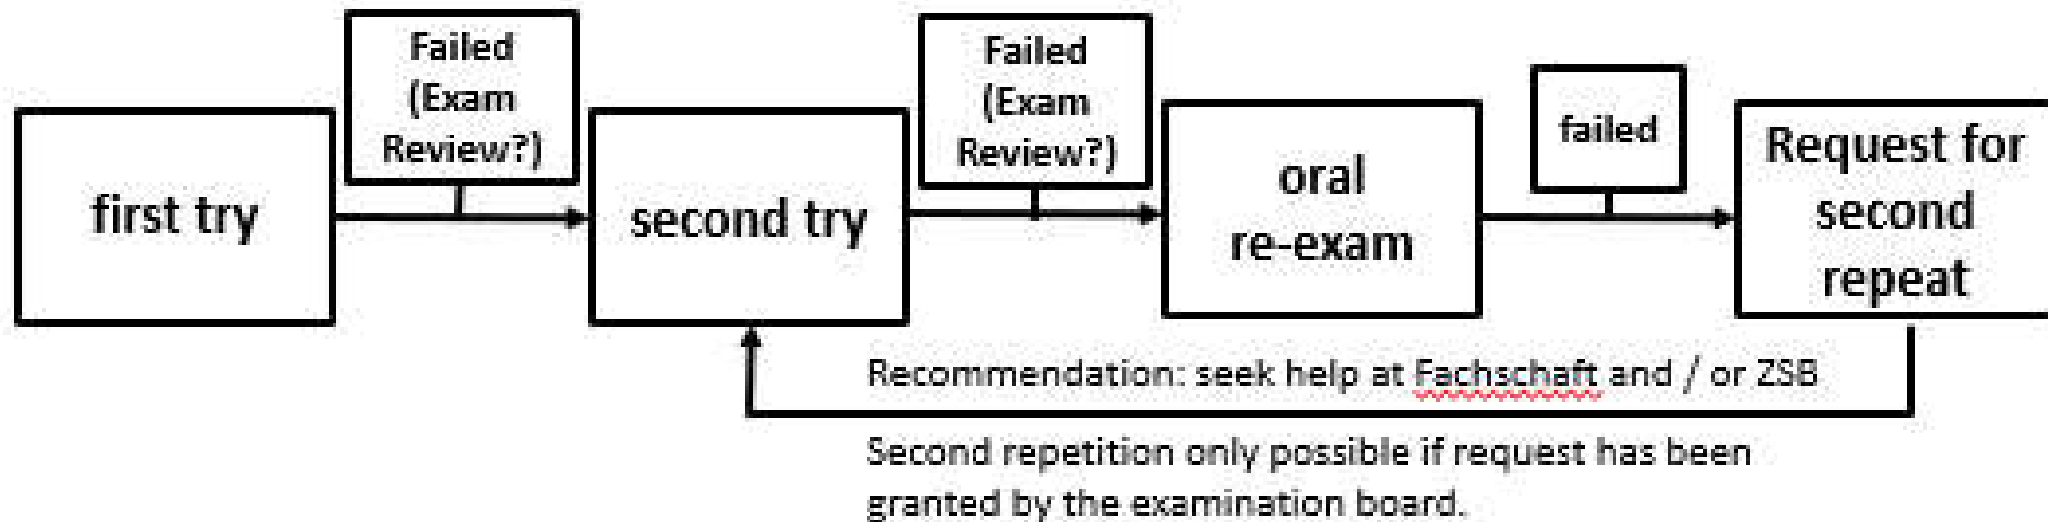 Failed
(Exam
Review?)
Failed
(Exam
Review?)
failed
first try
second try
oral
re-exam
Request for
second
repeat
Recommendation: seek help at Fachschaft and / or ZSB
Second repetition only possible if request has been
granted by the examination board.